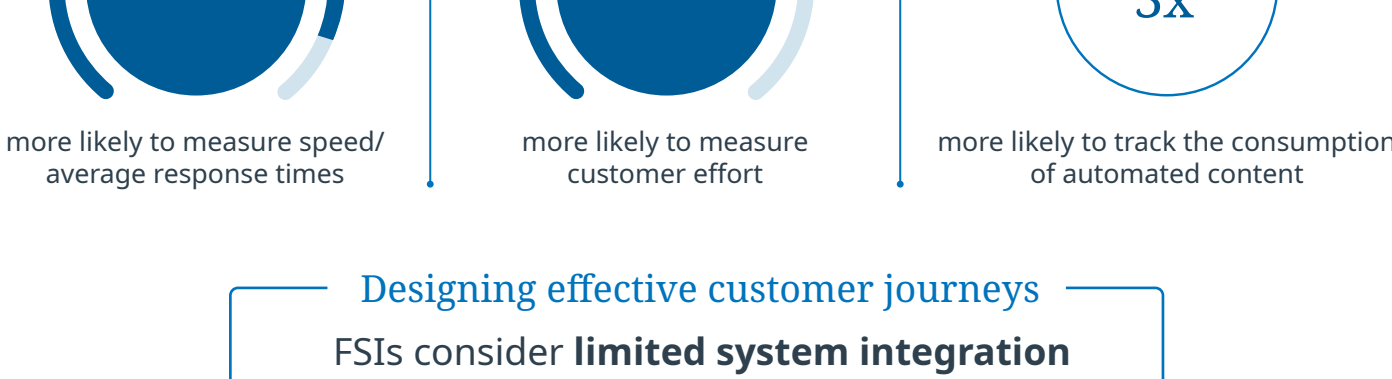 more likely to measure speed/
average response times
more likely to measure
customer effort
more likely to track the consumption
of automated content
Designing effective customer journeys
FSIs consider limited system integration